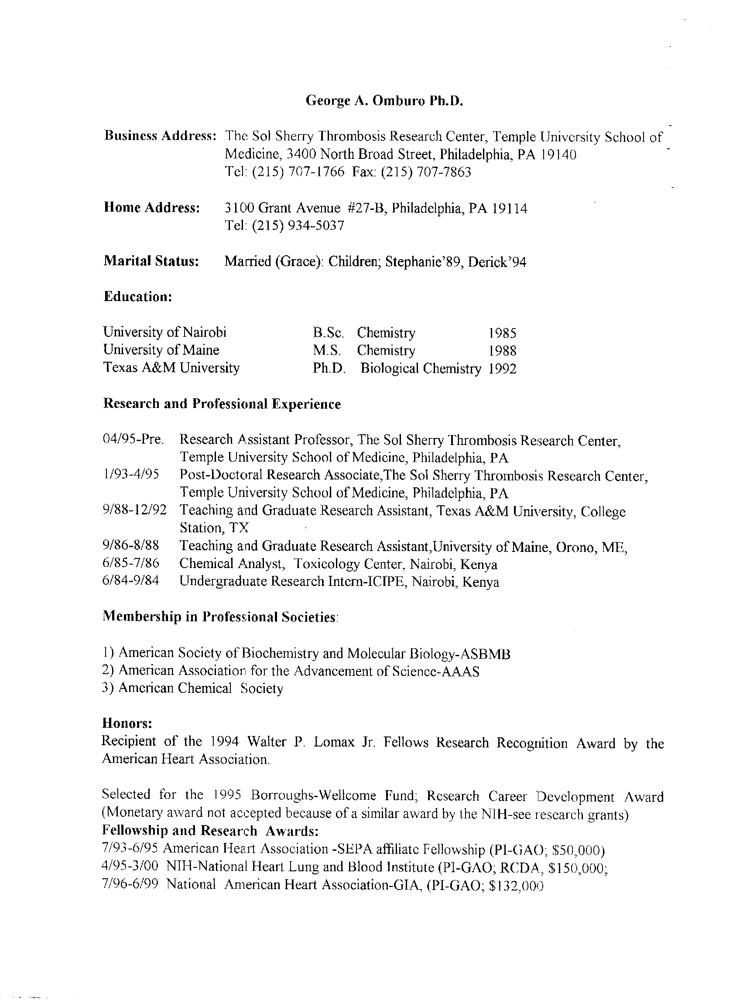 George A. Omburo Ph.D.
Business Address: The Sol Sherry Thrombosis Research Center, Temple University School of
Medicine, 3400 North Broad Street, Philadelphia, PA 19140
Tel: (215) 707-1766 Fax: (215) 707-7863
Home Address: 3100 Grant Avenue #27-B, Philadelphia, PA 19114
Tel: (215) 934-5037
Marital Status: Married (Grace): Children; Stephanie'89, Derick'94
Education:
University of Nairobi B.Sc. Chemistry 1985
University of Maine M.S. Chemistry 1988
Texas A&M University Ph.D. Biological Chemistry 1992
Research and Professional Experience
04/95-Pre. Research Assistant Professor, The Sol Sherry Thrombosis Research Center,
Temple University School of Medicine, Philadelphia, PA
1/93-4/95 Post-Doctoral Research Associate,The Sol Sherry Thrombosis Research Center,
Temple University School of Medicine, Philadelphia, PA
9/88-12/92 Teaching and Graduate Research Assistant, Texas A&M University, College
Station, TX
9/86-8/88 Teaching and Graduate Research Assistant,University of Maine, Orono, ME,
6/85-7/86 Chemical Analyst, Toxicology Center, Nairobi, Kenya
6/84-9/84 Undergraduate Research Intern-ICIPE, Nairobi, Kenya
Membership in Professional Societies:
1) American Society of Biochemistry and Molecular Biology-ASBMB
2) American Association for the Advancement of Science-AAAS
3) American Chemical Society
Honors:
Recipient of the 1994 Walter P. Lomax Jr. Fellows Research Recognition Award by the
American Heart Association.
Selected for the 1995 Borroughs-Wellcome Fund; Research Career Development Award
(Monetary award not accepted because of a similar award by the NIH-see research grants)
Fellowship and Research Awards:
7/93-6/95 American Heart Association -SEPA affiliate Fellowship (PI-GAO; $50,000)
4/95-3/00 NIH-National Heart Lung and Blood Institute (PI-GAO; RCDA, $150,000;
7/96-6/99 National American Heart Association-GIA, (PI-GAO; $132,000